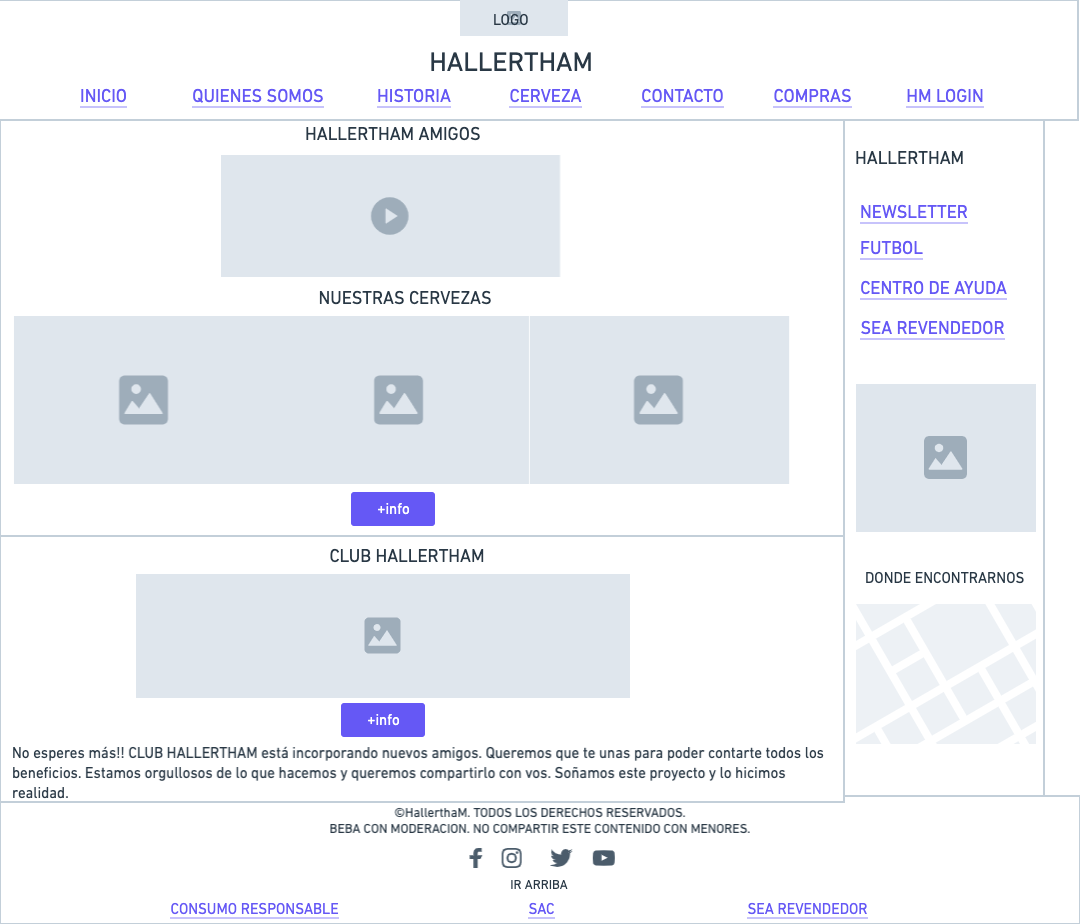 LOGO
HALLERTHAM
INICIO
QUIENES SOMOS
HISTORIA
CERVEZA
CONTACTO
COMPRAS
HM LOGIN
HALLERTHAM AMIGOS
NUESTRAS CERVEZAS
+info
CLUB HALLERTHAM
+info
No esperes más!! CLUB HALLERTHAM está incorporando nuevos amigos. Queremos que te unas para poder contarte todos los
beneficios. Estamos orgullosos de lo que hacemos y queremos compartirlo con vos. Soñamos este proyecto y lo hicimos
realidad.
HALLERTHAM
NEWSLETTER
FUTBOL
CENTRO DE AYUDA
SEA REVENDEDOR
DONDE ENCONTRARNOS
©HallerthaM. TODOS LOS DERECHOS RESERVADOS.
BEBA CON MODERACION. NO COMPARTIR ESTE CONTENIDO CON MENORES.
IR ARRIBA
CONSUMO RESPONSABLE
SAC
SEA REVENDEDOR